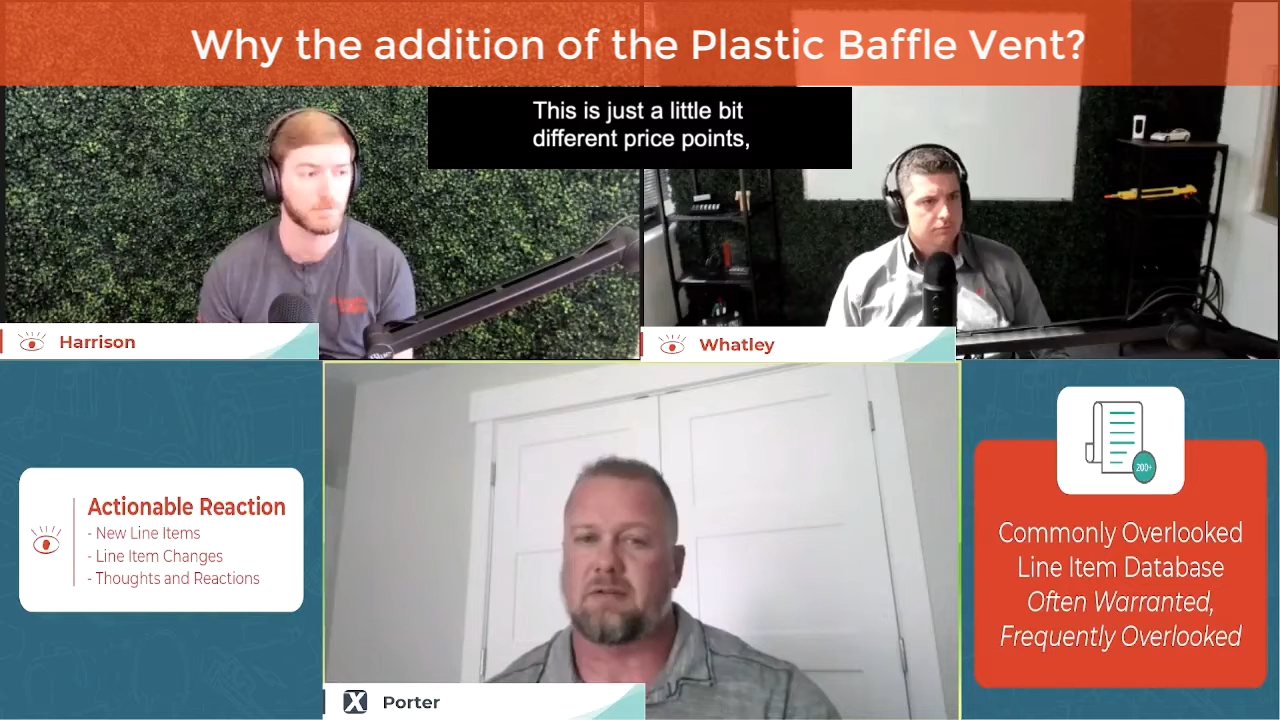 Why the addition of the Plastic Baffle Vent?
This is just a little bit
different price points,
Harrison
Whatley
Actionable Reaction
- New Line Items
- Line Item Changes
- Thoughts and Reactions
200+
Commonly Overlooked
Line Item Database
Often Warranted,
Frequently Overlooked
X Porter